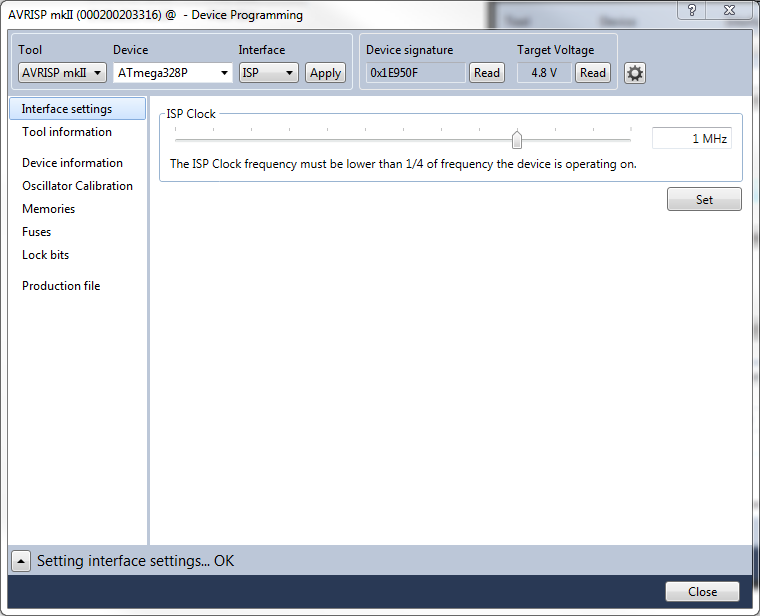 AVRISP mkII (000200203316) @ - Device Programming
?
Tool Device Interface Device signature Target Voltage
AVRISP mkII ATmega328P ISP Apply 0x1E950F Read 4.8 V Read
Interface settings
Tool information
Device information
Oscillator Calibration
Memories
Fuses
Lock bits
Production file
ISP Clock
1 MHz
The ISP Clock frequency must be lower than 1/4 of frequency the device is operating on.
Set
Setting interface settings... OK
Close